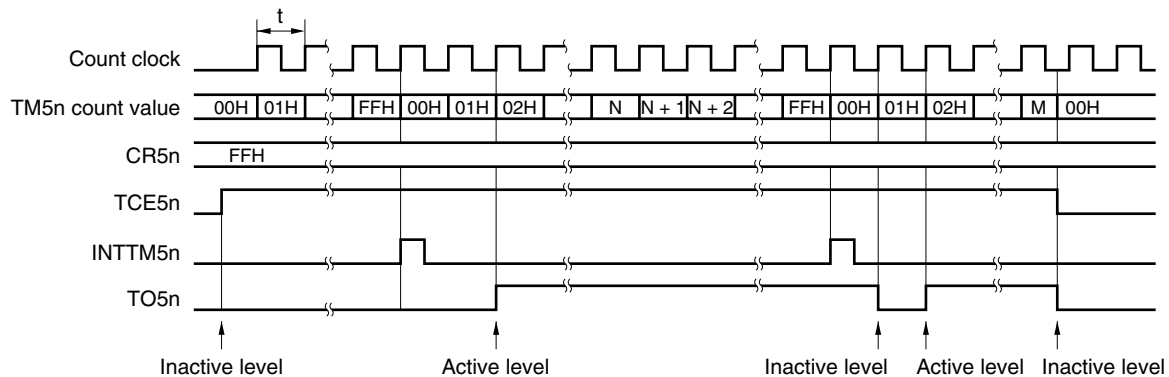 t
Count clock
TM5n count value 00H 01H FFH 00H 01H 02H N N + 1 N + 2 FFH 00H 01H 02H M 00H
CR5n FFH
TCE5n
INTTM5n
TO5n
Inactive level Active level Inactive level Active level Inactive level